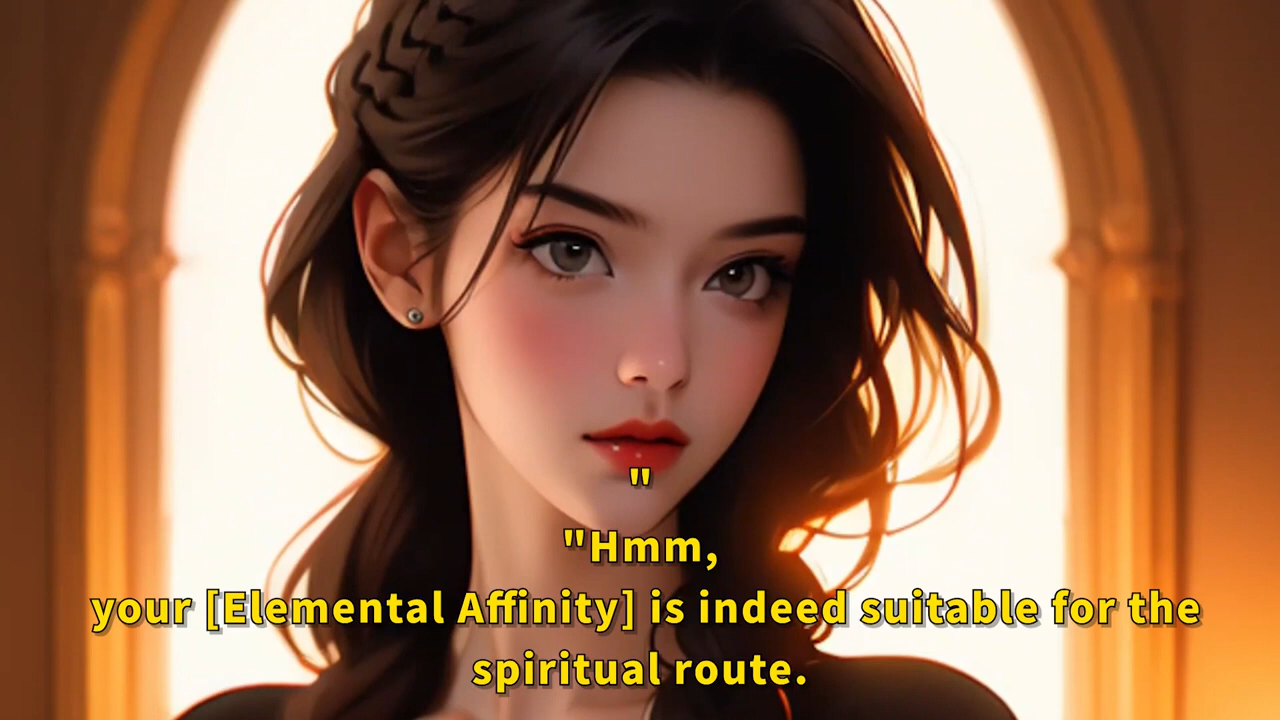 "
"Hmm,
your [Elemental Affinity] is indeed suitable for the
spiritual route.